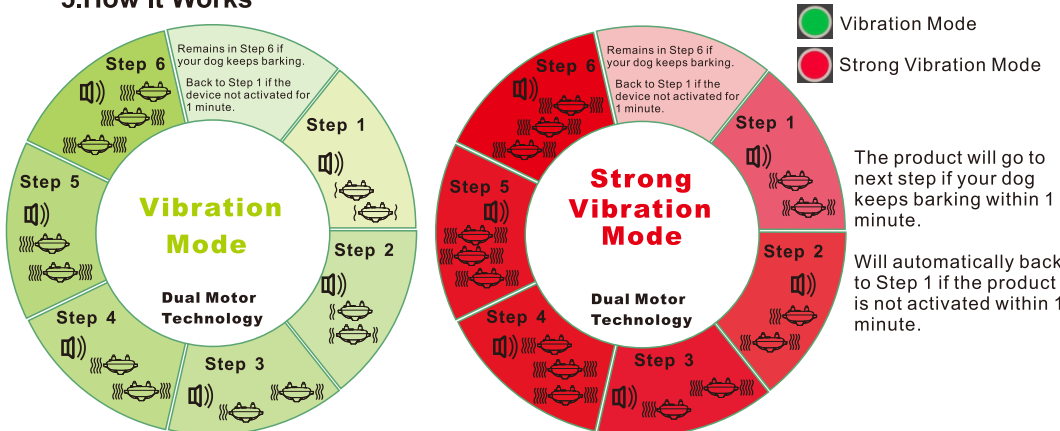 5.How It Works
Vibration Mode
Strong Vibration Mode
Remains in Step 6 if
your dog keeps barking.
Back to Step 1 if the
device not activated for
1 minute.
Step 1
Step 2
Step 3
Step 4
Step 5
Step 6
Vibration
Mode
Dual Motor
Technology
Remains in Step 6 if
your dog keeps barking.
Back to Step 1 if the
device not activated for
1 minute.
Step 1
Step 2
Step 3
Step 4
Step 5
Step 6
Strong
Vibration
Mode
Dual Motor
Technology
The product will go to
next step if your dog
keeps barking within 1
minute.
Will automatically back
to Step 1 if the product
is not activated within 1
minute.